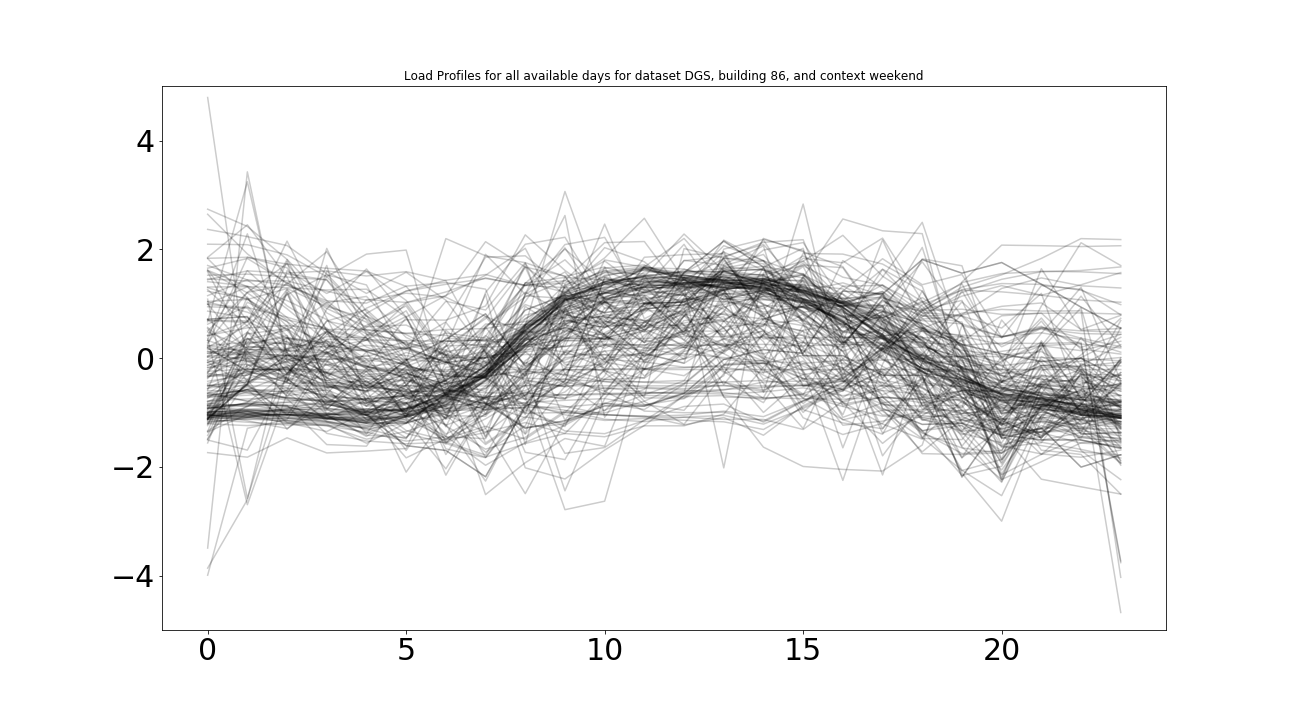 Load Profiles for all available days for dataset DGS, building 86, and context weekend
4
2
0
−2
−4
0 5 10 15 20